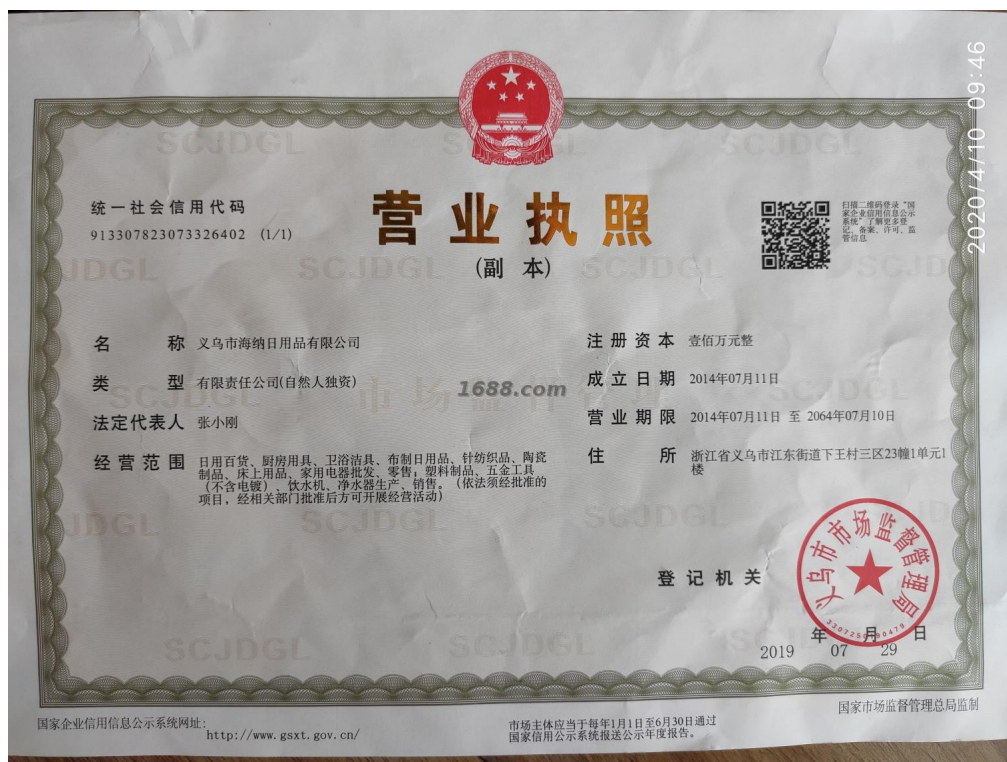 2020/4/10 09:46
统一社会信用代码
913307823073326402 (1/1)
营业执照
(副 本)
扫描二维码登录“国
家企业信用信息公示
系统”了解更多登
记、备案、许可、监
管信息
名 称 义乌市海纳日用品有限公司
类 型 有限责任公司(自然人独资)
法定代表人 张小刚
经营范围 日用百货、厨房用具、卫浴洁具、布制日用品、针纺织品、陶瓷
制品、床上用品、家用电器批发、零售；塑料制品、五金工具
(不含电镀)、饮水机、净水器生产、销售。(依法须经批准的
项目，经相关部门批准后方可开展经营活动)
注册资本 壹佰万元整
成立日期 2014年07月11日
营业期限 2014年07月11日 至 2064年07月10日
住 所 浙江省义乌市江东街道下王村三区23幢1单元1
楼
1688.com
市场监督管理
SCJDGL
登记机关
义乌市市场监督管理局
2019年07月29日
国家企业信用信息公示系统网址:
http://www.gsxt.gov.cn/
市场主体应当于每年1月1日至6月30日通过
国家信用公示系统报送公示年度报告。
国家市场监督管理总局监制